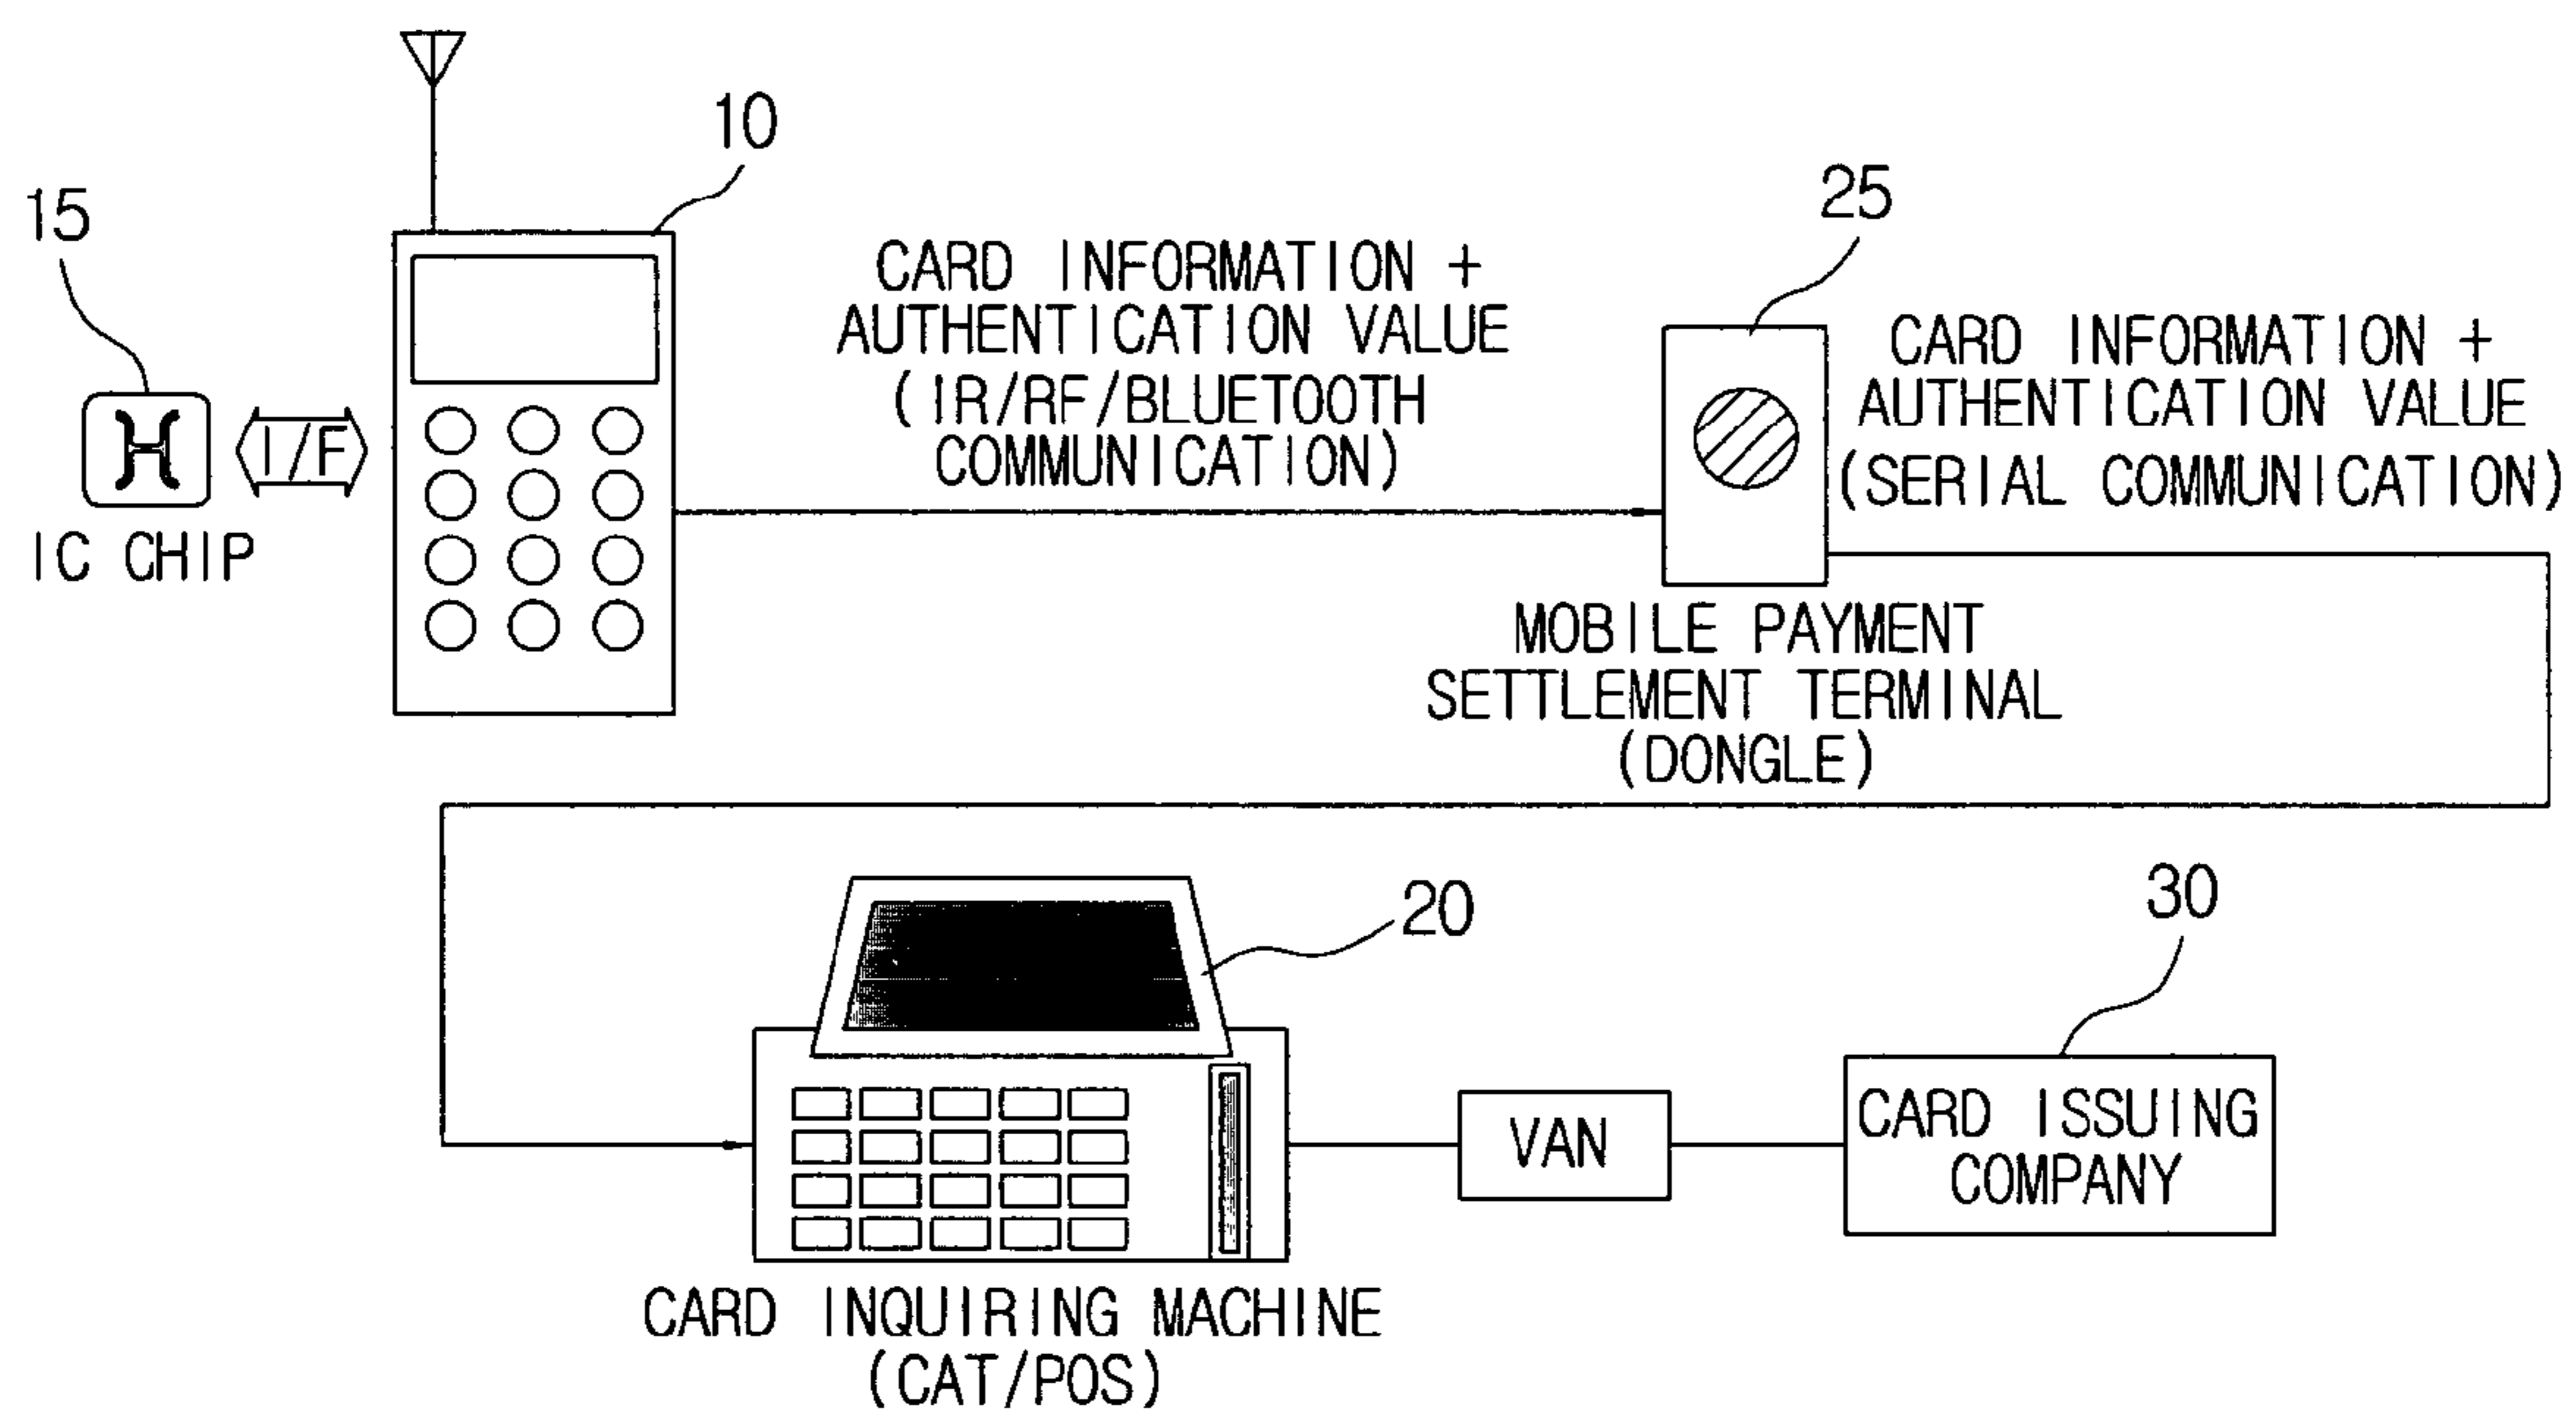 10
15
25
CARD INFORMATION +
AUTHENTICATION VALUE
(IR/RF/BLUETOOTH
COMMUNICATION)
CARD INFORMATION +
AUTHENTICATION VALUE
(SERIAL COMMUNICATION)
I/F
IC CHIP
MOBILE PAYMENT
SETTLEMENT TERMINAL
(DONGLE)
20
30
VAN
CARD ISSUING
COMPANY
CARD INQUIRING MACHINE
(CAT/POS)